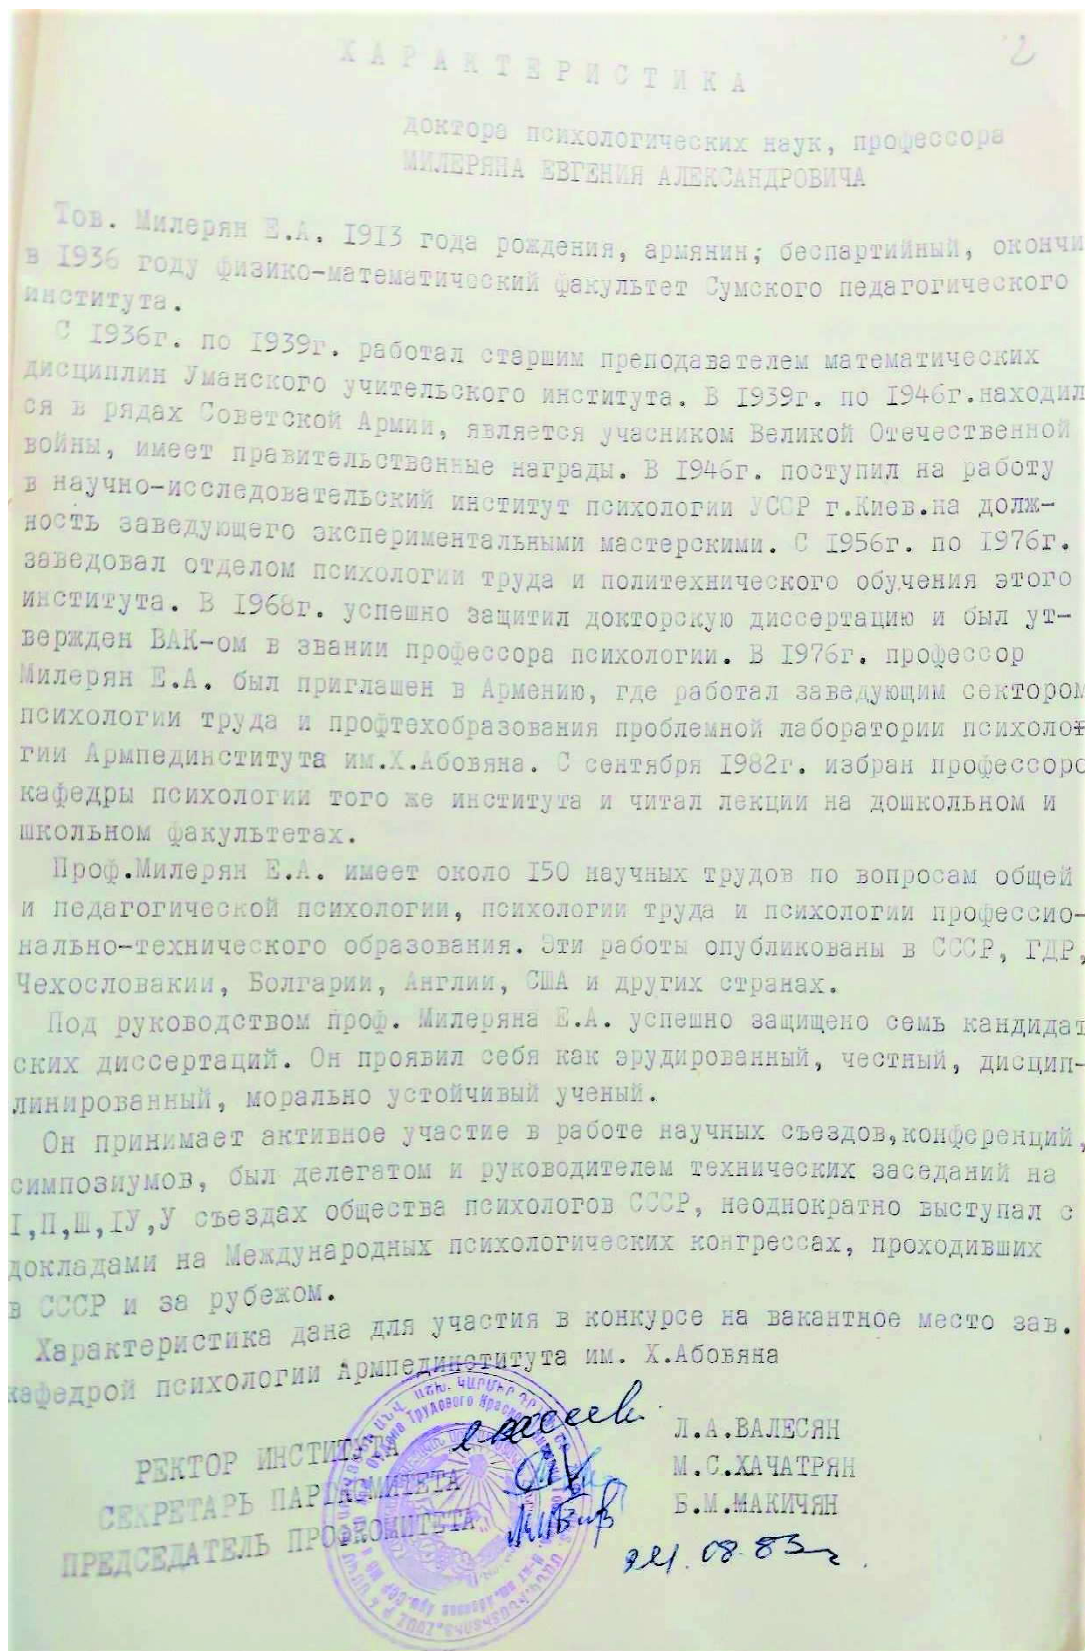 2
ХАРАКТЕРИСТИКА
доктора психологических наук, профессора
МИЛЕРЯНА ЕВГЕНИЯ АЛЕКСАНДРОВИЧА
Тов. Милерян Е.А. 1913 года рождения, армянин; беспартийный, окончи
в 1936 году физико-математический факультет Сумского педагогического
института.
С 1936г. по 1939г. работал старшим преподавателем математических
дисциплин Уманского учительского института. В 1939г. по 1946г.находил
ся в рядах Советской Армии, является учасником Великой Отечественной
войны, имеет правительственные награды. В 1946г. поступил на работу
в научно-исследовательский институт психологии УССР г.Киев.на долж-
ность заведующего экспериментальными мастерскими. С 1956г. по 1976г.
заведовал отделом психологии труда и политехнического обучения этого
института. В 1968г. успешно защитил докторскую диссертацию и был ут-
вержден ВАК-ом в звании профессора психологии. В 1976г. профессор
Милерян Е.А. был приглашен в Армению, где работал заведующим сектором
психологии труда и профтехобразования проблемной лаборатории психоло
гии Армпединститута им.Х.Абовяна. С сентября 1982г. избран профессоро
кафедры психологии того же института и читал лекции на дошкольном и
школьном факультетах.
Проф.Милерян Е.А. имеет около 150 научных трудов по вопросам общей
и педагогической психологии, психологии труда и психологии профессио-
нально-технического образования. Эти работы опубликованы в СССР, ГДР,
Чехословакии, Болгарии, Англии, США и других странах.
Под руководством проф. Милеряна Е.А. успешно защищено семь кандидат
ских диссертаций. Он проявил себя как эрудированный, честный, дисцип-
линированный, морально устойчивый ученый.
Он принимает активное участие в работе научных съездов,конференций,
симпозиумов, был делегатом и руководителем технических заседаний на
I,П,Ш,IУ,У съездах общества психологов СССР, неоднократно выступал с
докладами на Международных психологических конгрессах, проходивших
в СССР и за рубежом.
Характеристика дана для участия в конкурсе на вакантное место зав.
кафедрой психологии Армпединститута им. Х.Абовяна
РЕКТОР ИНСТИТУТА Л.А.ВАЛЕСЯН
СЕКРЕТАРЬ ПАРТКОМИТЕТА М.С.ХАЧАТРЯН
ПРЕДСЕДАТЕЛЬ ПРОФКОМИТЕТА Б.М.МАКИЧЯН
24.08.83г.